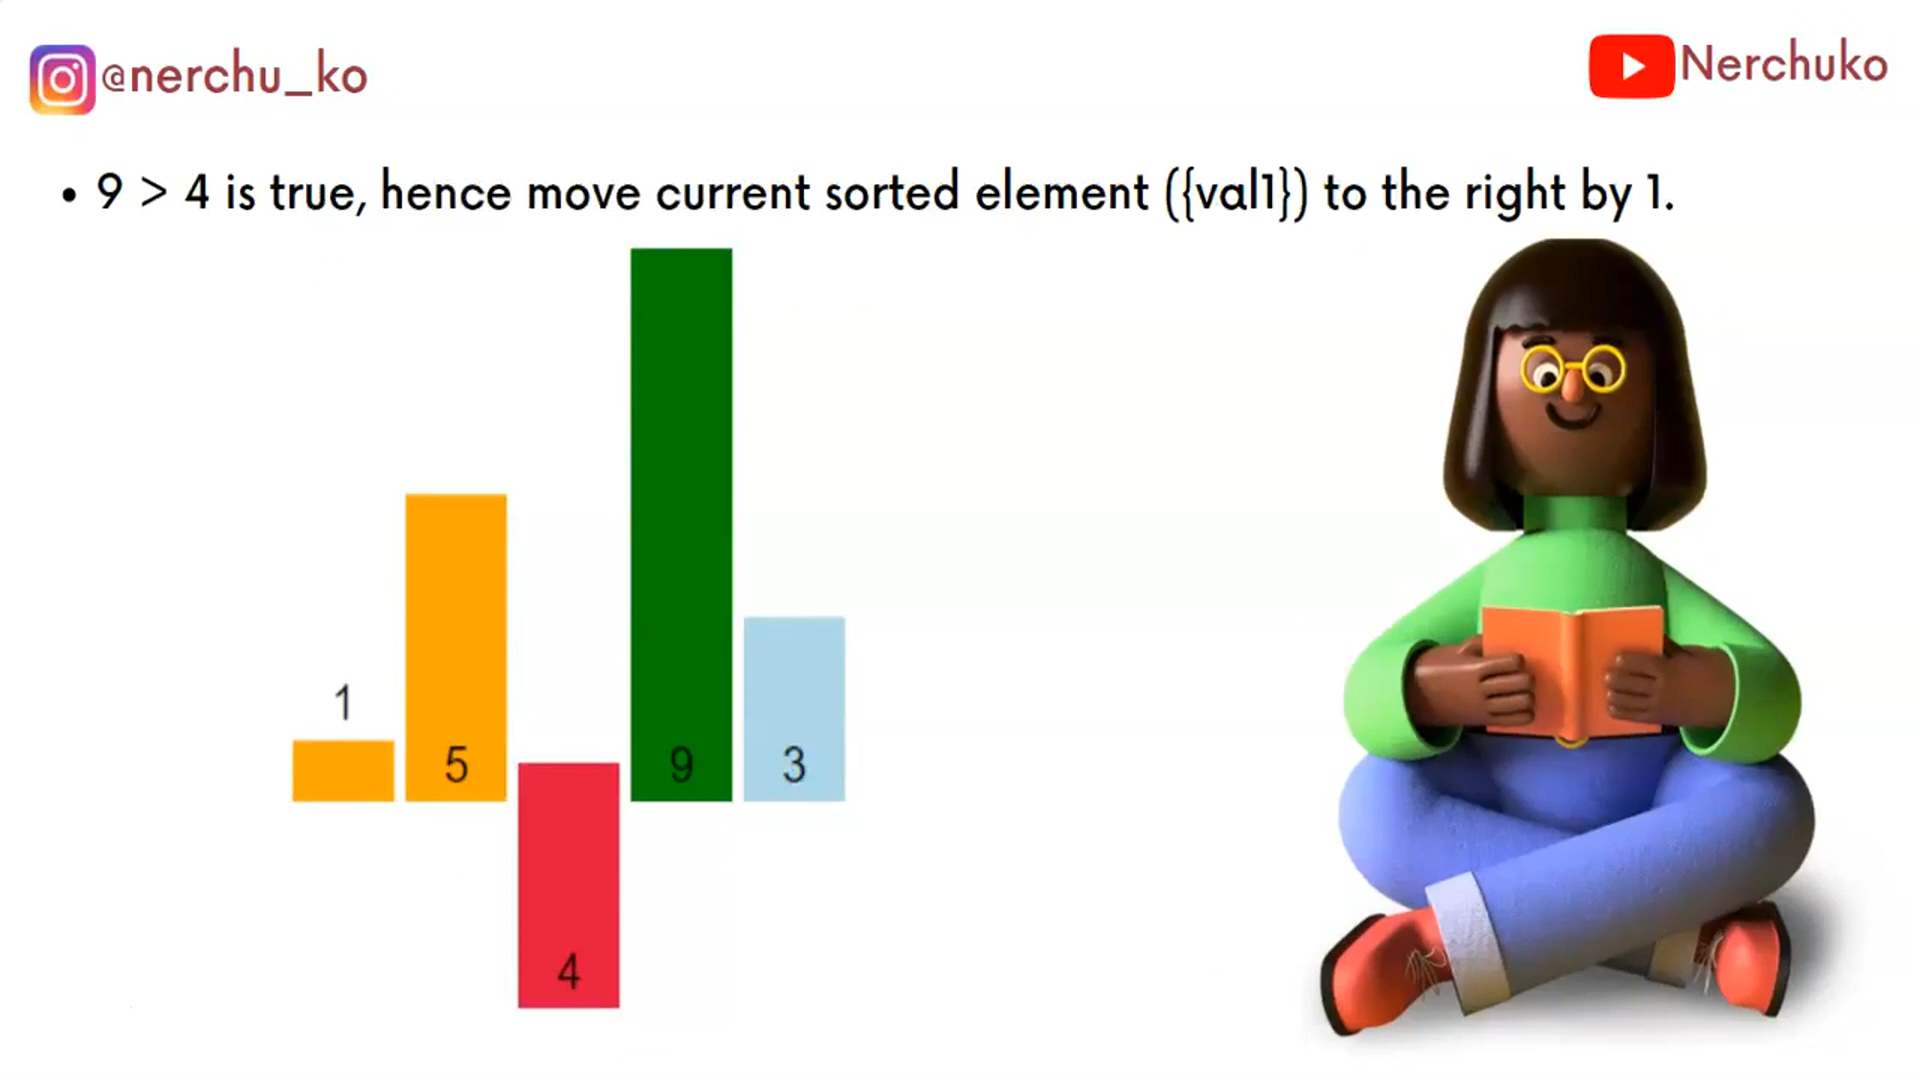 @nerchu_ko
Nerchuko
• 9 > 4 is true, hence move current sorted element ({val1}) to the right by 1.
1
5
9
3
4